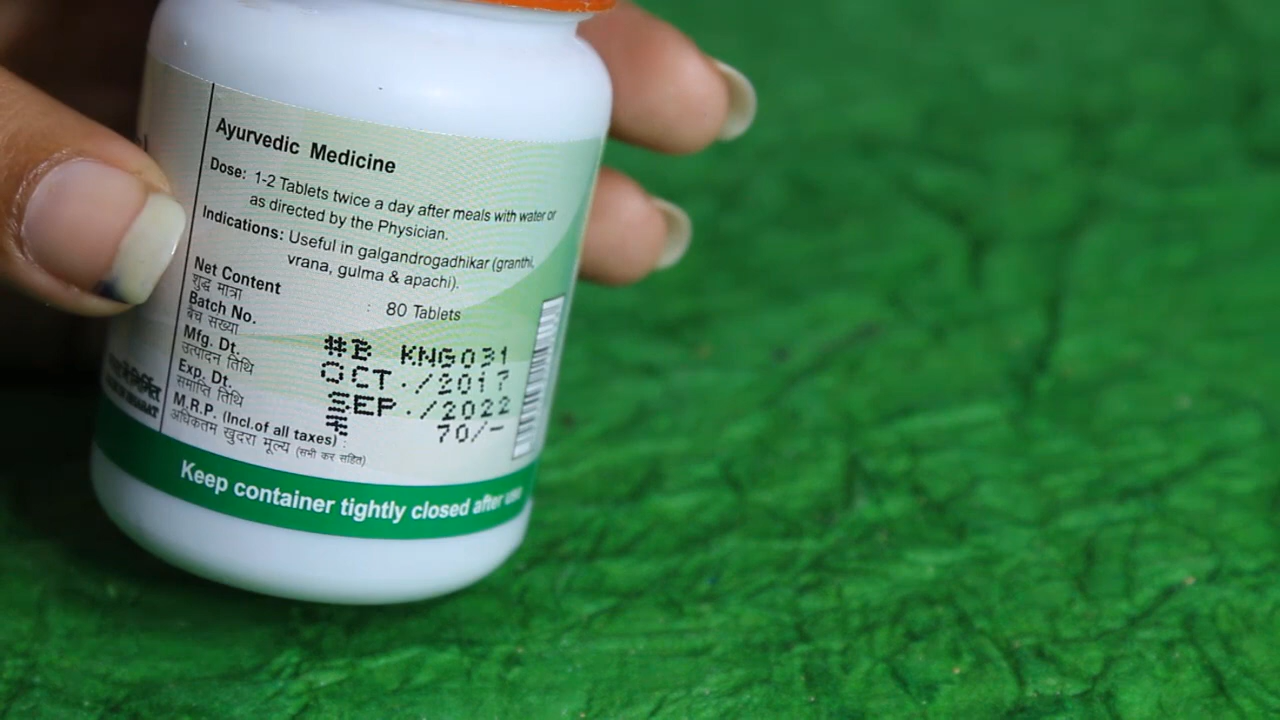 Ayurvedic Medicine
Dose: 1-2 Tablets twice a day after meals with water or
as directed by the Physician.
Indications: Useful in galgandrogadhikar (granthi,
vrana, gulma & apachi).
Net Content : 80 Tablets
शुद्ध मात्रा
Batch No. #B KNG031
बैच सख्या
Mfg. Dt. OCT./2017
उत्पादन तिथि
Exp. Dt. SEP./2022
समाप्ति तिथि
M.R.P. (Incl.of all taxes) : ₹ 70/-
अधिकतम खुदरा मूल्य (सभी कर सहित)
Keep container tightly closed after use